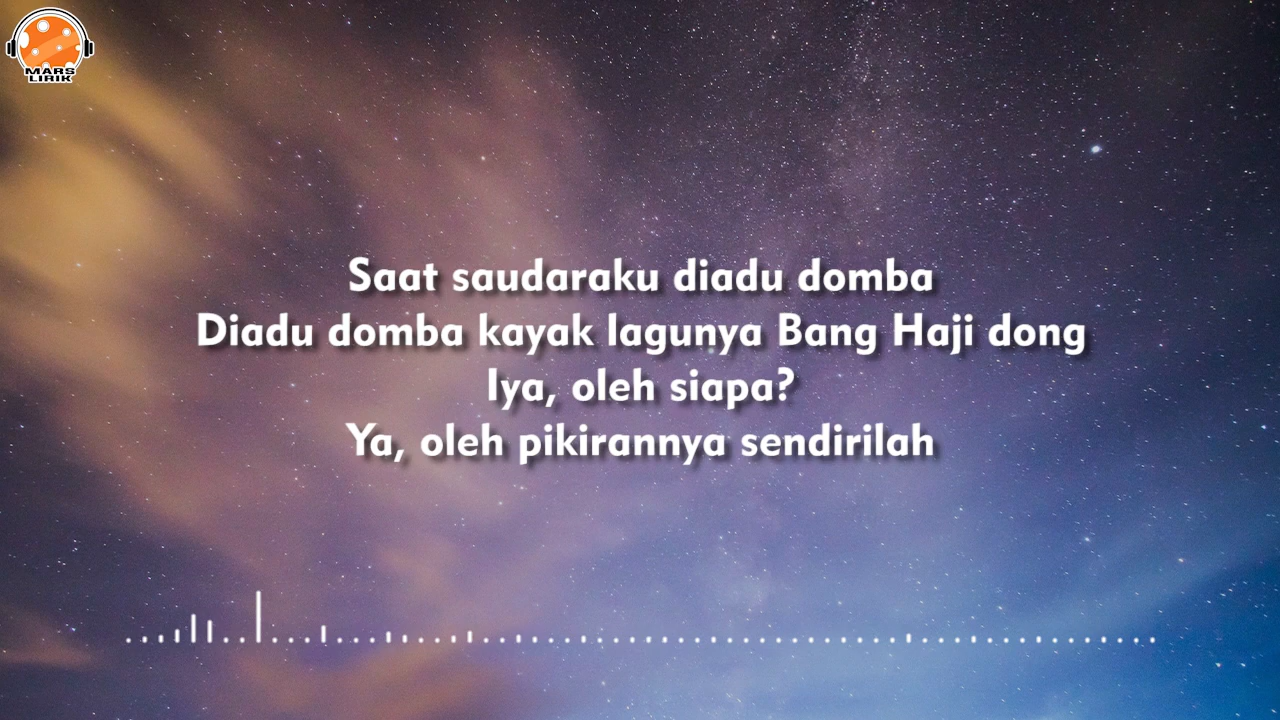 MARS
LIRIK
Saat saudaraku diadu domba
Diadu domba kayak lagunya Bang Haji dong
Iya, oleh siapa?
Ya, oleh pikirannya sendirilah